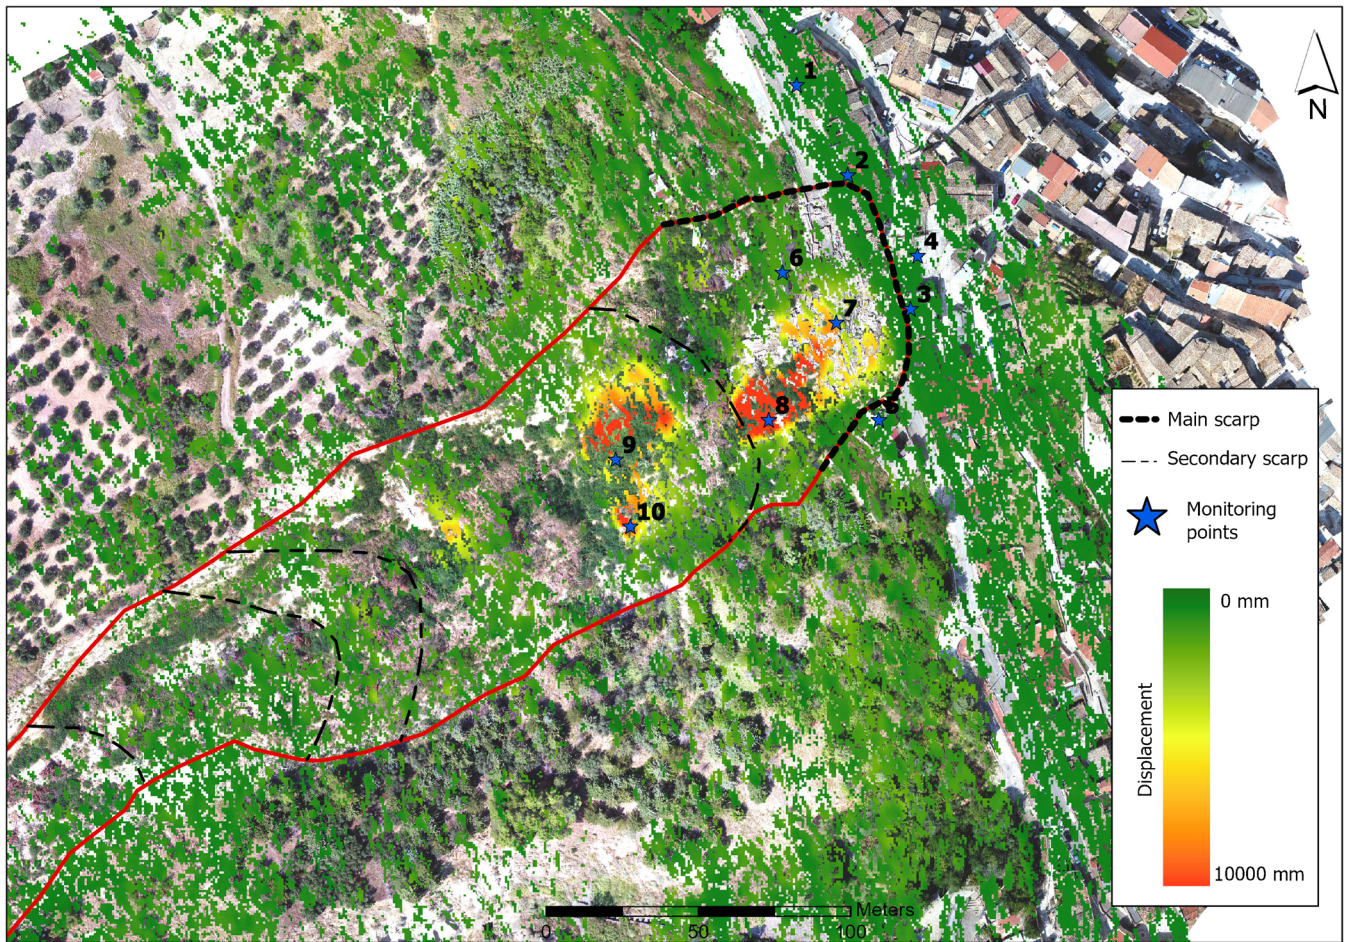 1
2
4
6
3
7
5
8
9
10
N
Main scarp
Secondary scarp
Monitoring
points
0 mm
Displacement
10000 mm
Meters
0 50 100